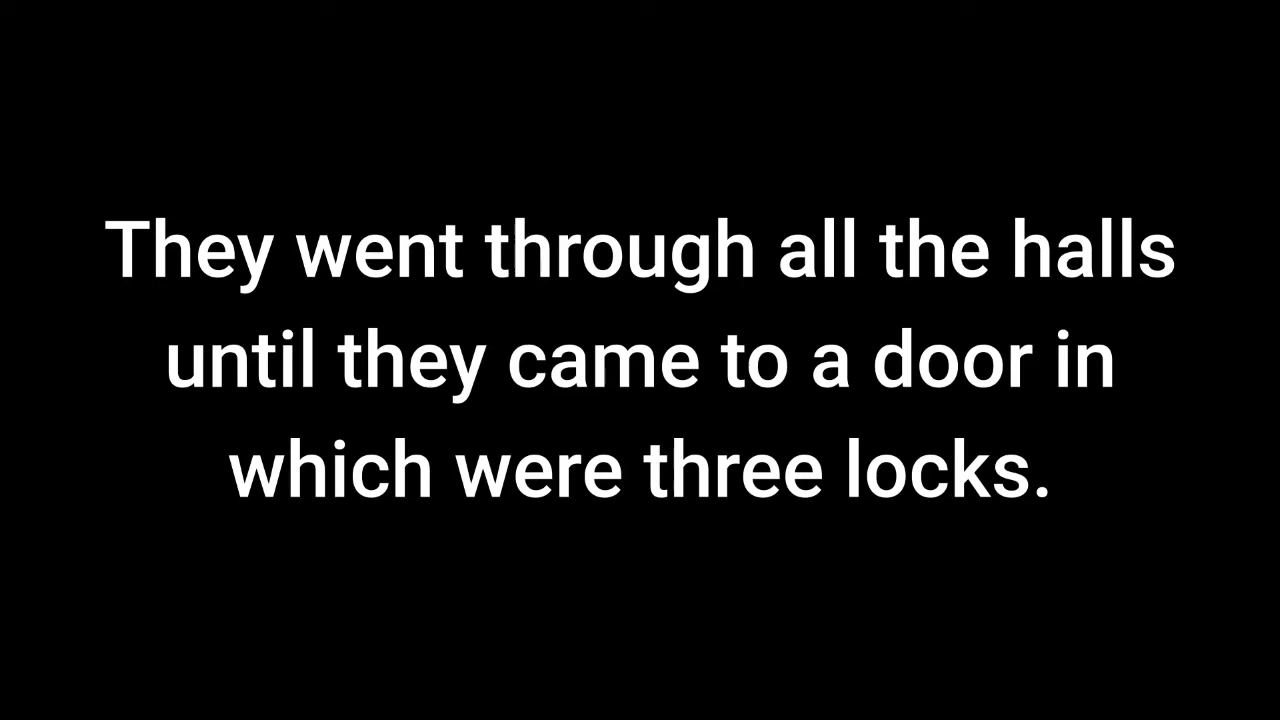 They went through all the halls
until they came to a door in
which were three locks.